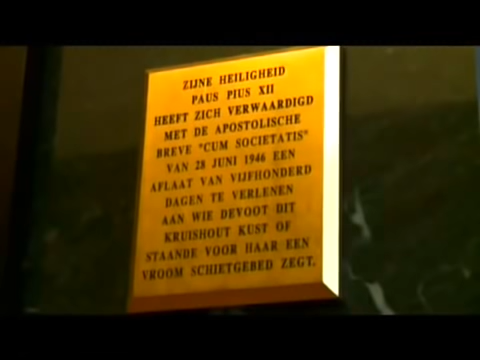 ZIJNE HEILIGHEID
PAUS PIUS XII
HEEFT ZICH VERWAARDIGD
MET DE APOSTOLISCHE
BREVE "CUM SOCIETATIS"
VAN 28 JUNI 1946 EEN
AFLAAT VAN VIJFHONDERD
DAGEN TE VERLENEN
AAN WIE DEVOOT DIT
KRUISHOUT KUST OF
STAANDE VOOR HAAR EEN
VROOM SCHIETGEBED ZEGT.